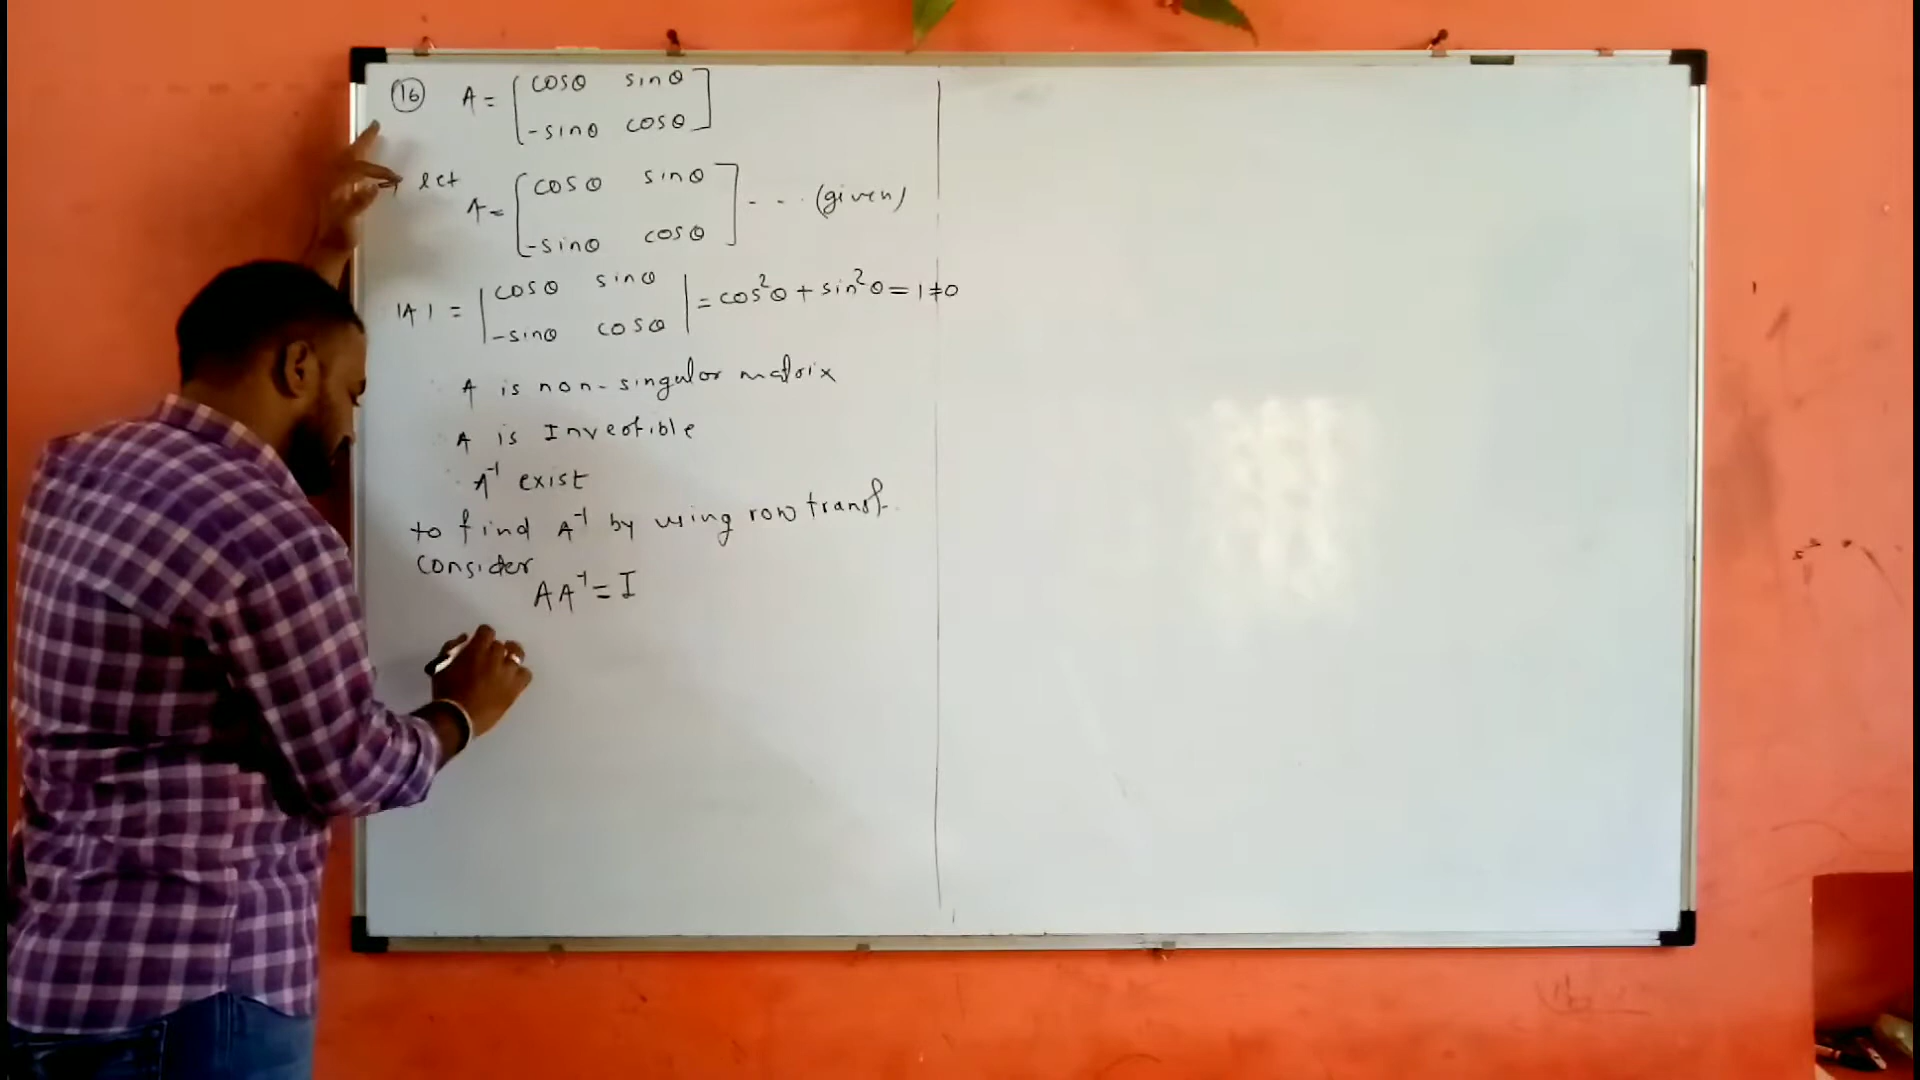 16 A = [cosθ sinθ
-sinθ cosθ]
let
A = [cosθ sinθ
-sinθ cosθ] - - . (given)
|A| = |cosθ sinθ
-sinθ cosθ| = cos²θ + sin²θ = 1 ≠ 0
A is non-singular matrix
A is Invertible
A⁻¹ exist
to find A⁻¹ by using row transf.
consider
AA⁻¹ = I